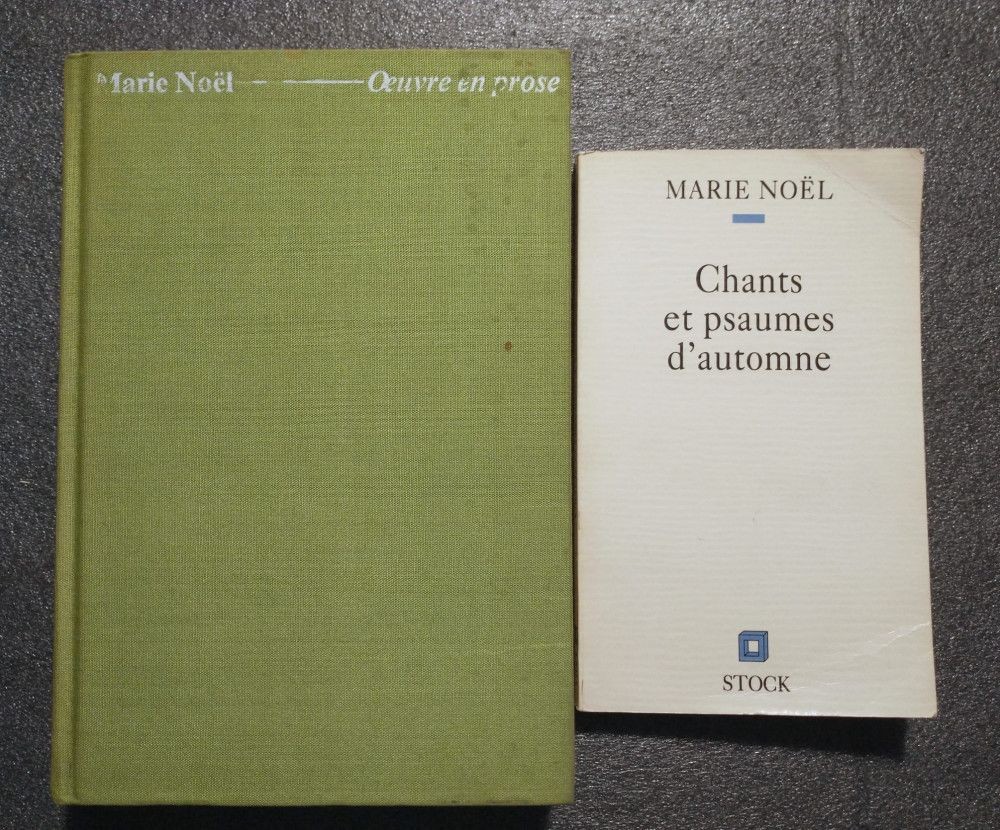 Marie Noël — Œuvre en prose
MARIE NOËL
Chants
et psaumes
d'automne
STOCK